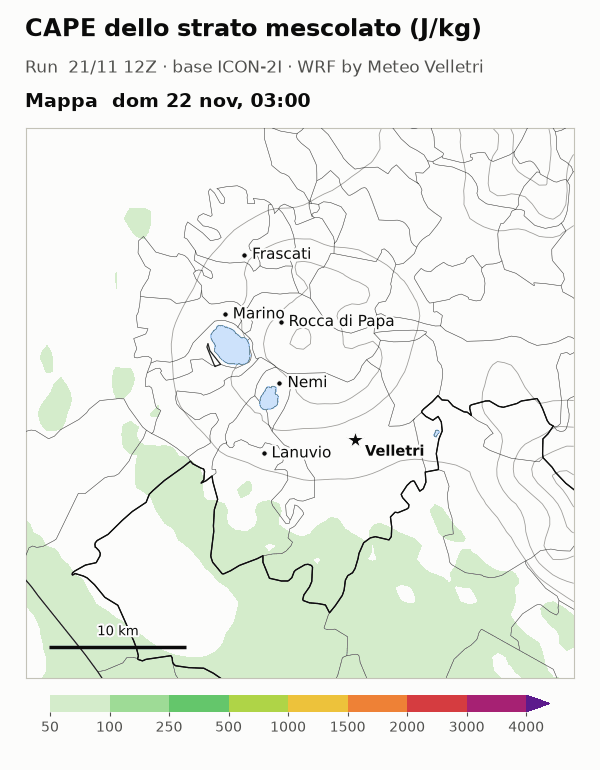 CAPE dello strato mescolato (J/kg)
Run  21/11 12Z · base ICON-2I · WRF by Meteo Velletri
Mappa  dom 22 nov, 03:00
Frascati
Marino
Rocca di Papa
Nemi
Velletri
Lanuvio
10 km
50 100 250 500 1000 1500 2000 3000 4000